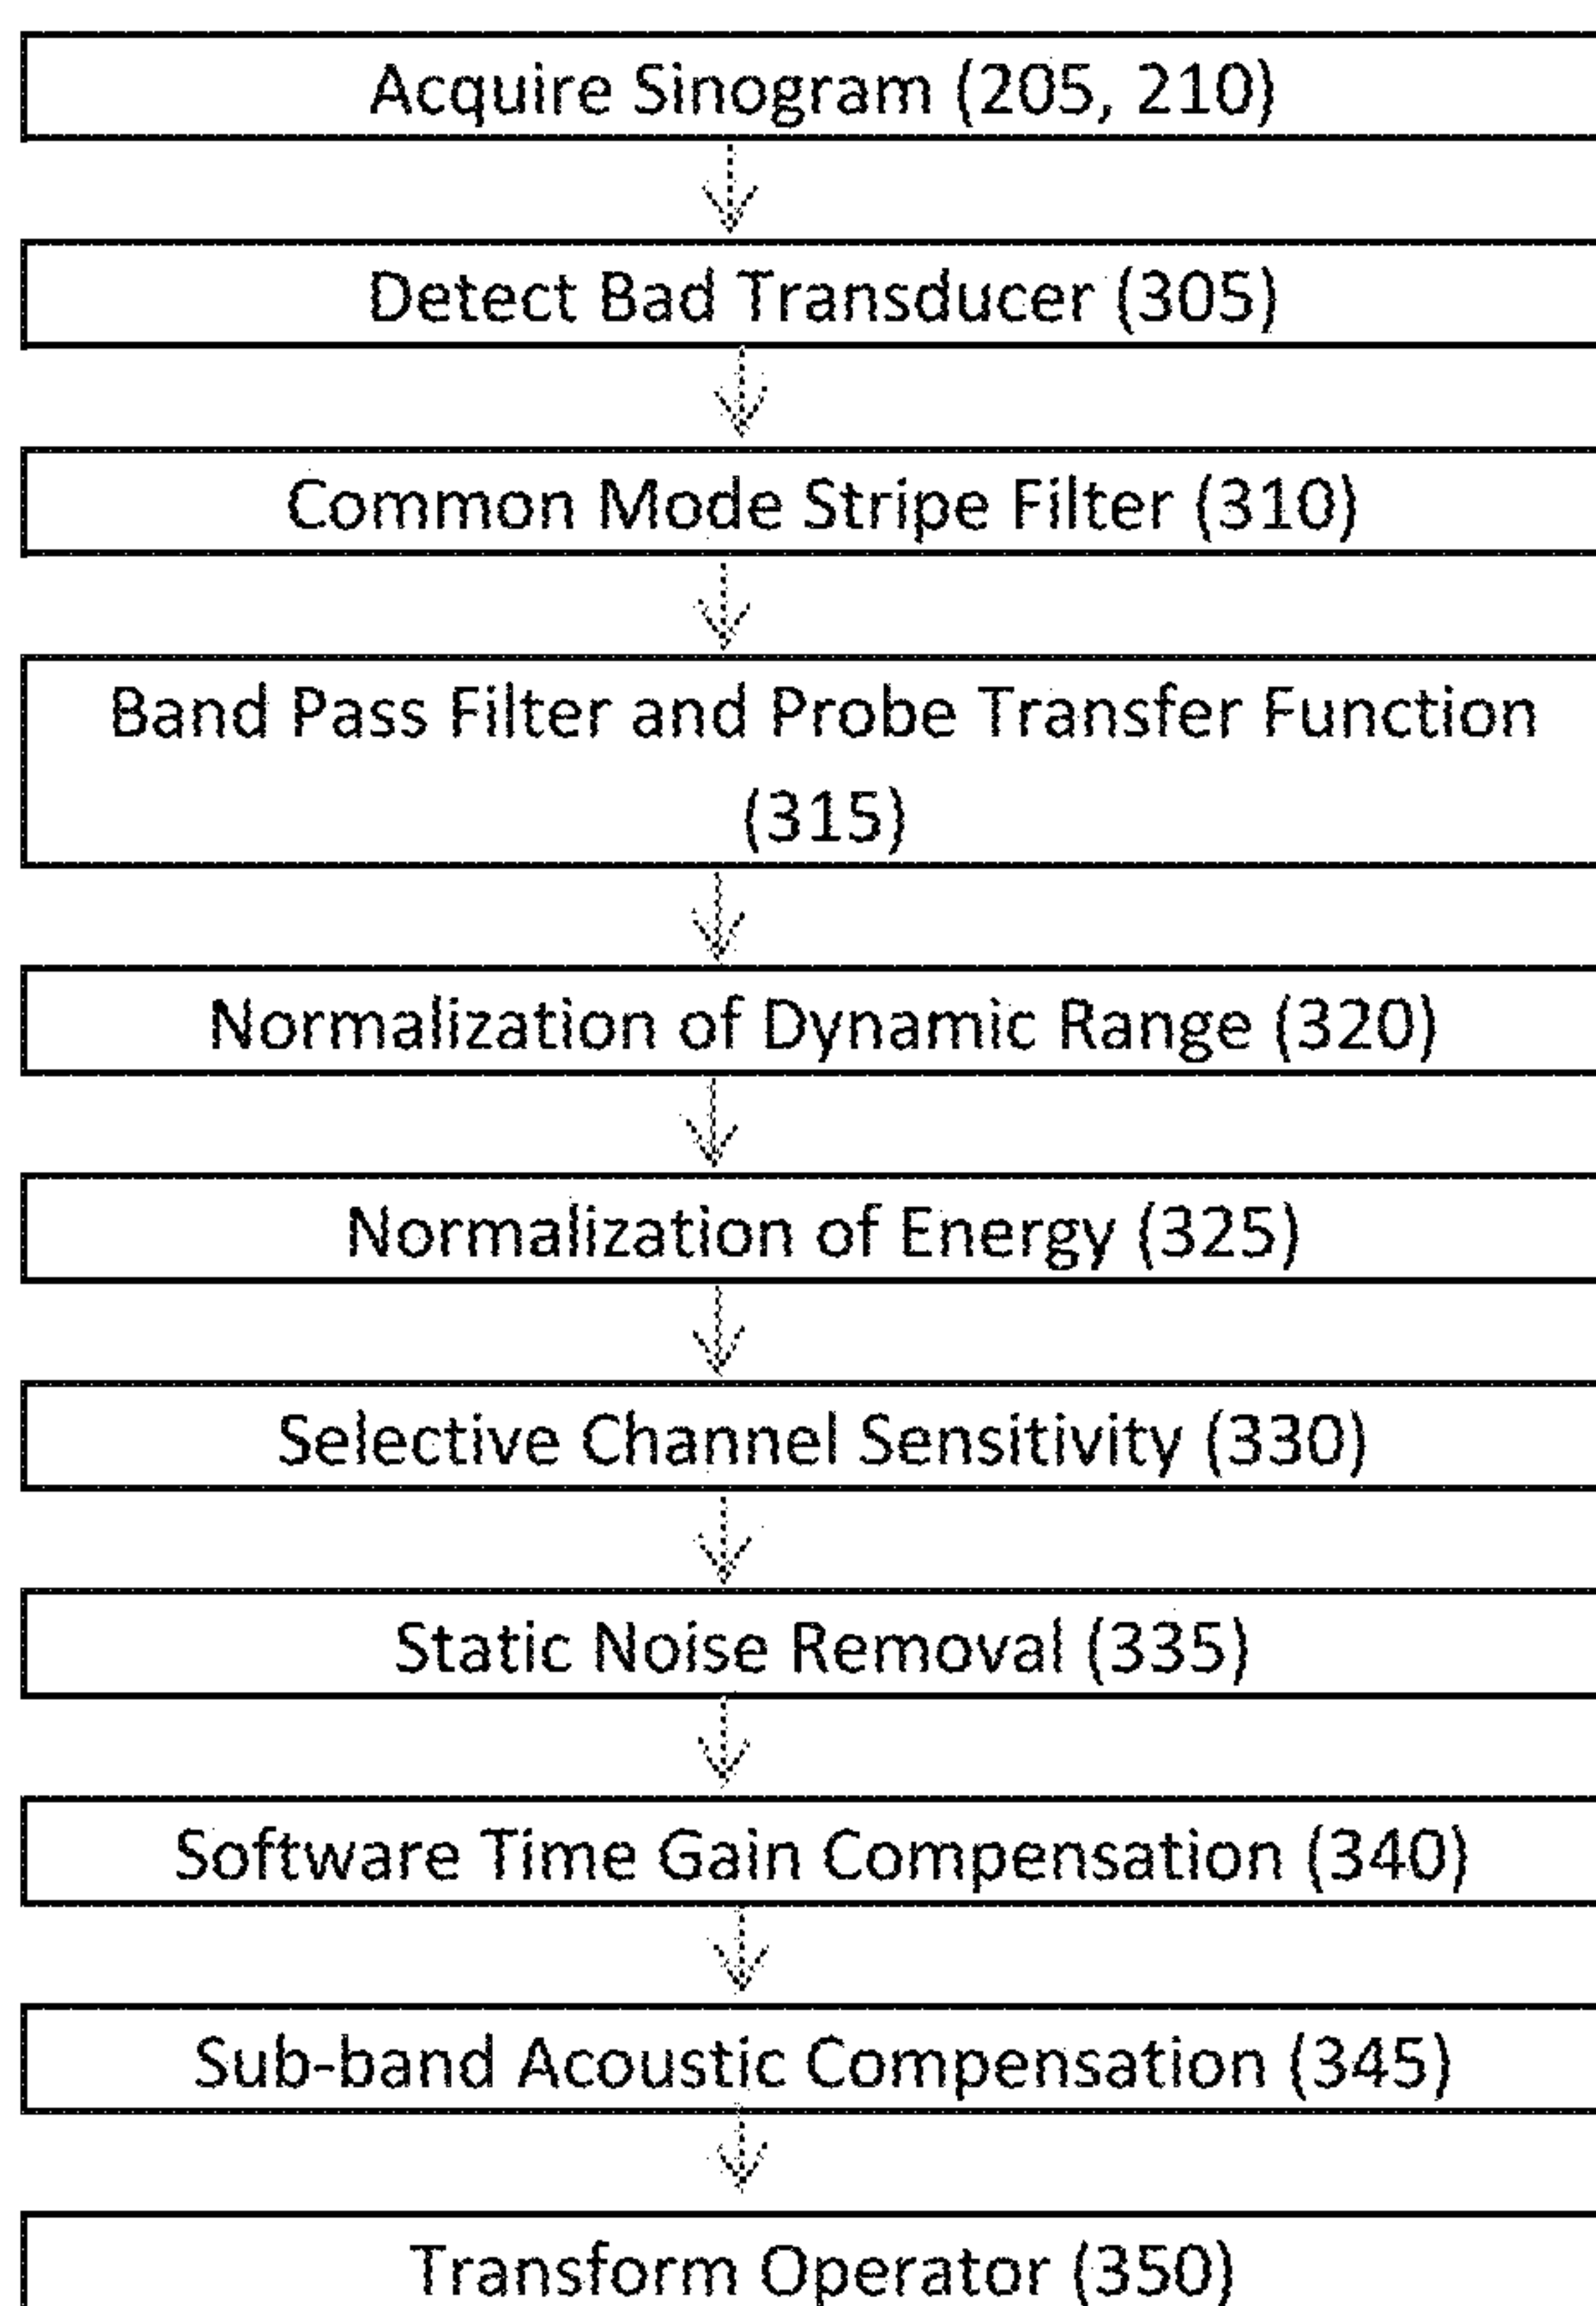 Acquire Sinogram (205, 210)
Detect Bad Transducer (305)
Common Mode Stripe Filter (310)
Band Pass Filter and Probe Transfer Function
(315)
Normalization of Dynamic Range (320)
Normalization of Energy (325)
Selective Channel Sensitivity (330)
Static Noise Removal (335)
Software Time Gain Compensation (340)
Sub-band Acoustic Compensation (345)
Transform Operator (350)